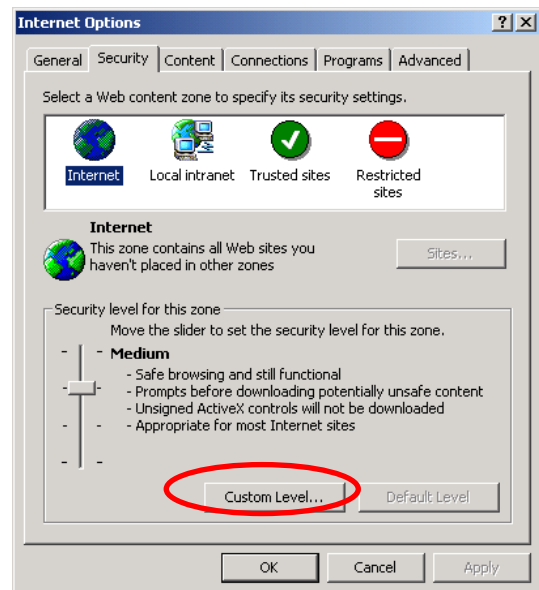 Internet Options
? X
General Security Content Connections Programs Advanced
Select a Web content zone to specify its security settings.
Internet Local intranet Trusted sites Restricted sites
Internet
This zone contains all Web sites you
haven't placed in other zones
Sites...
Security level for this zone
Move the slider to set the security level for this zone.
Medium
- Safe browsing and still functional
- Prompts before downloading potentially unsafe content
- Unsigned ActiveX controls will not be downloaded
- Appropriate for most Internet sites
Custom Level... Default Level
OK Cancel Apply